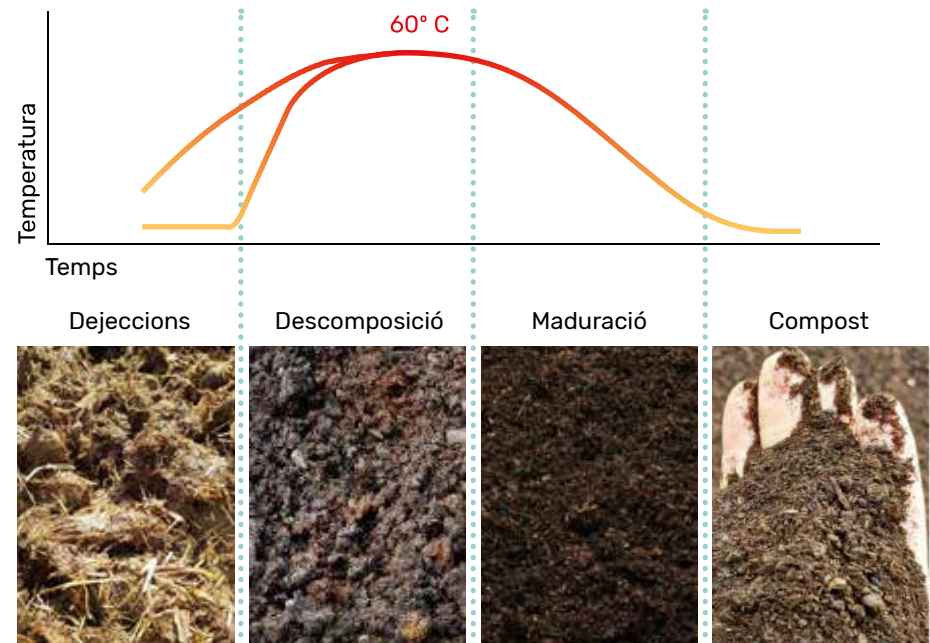 60° C
Temperatura
Temps
Dejeccions
Descomposició
Maduració
Compost